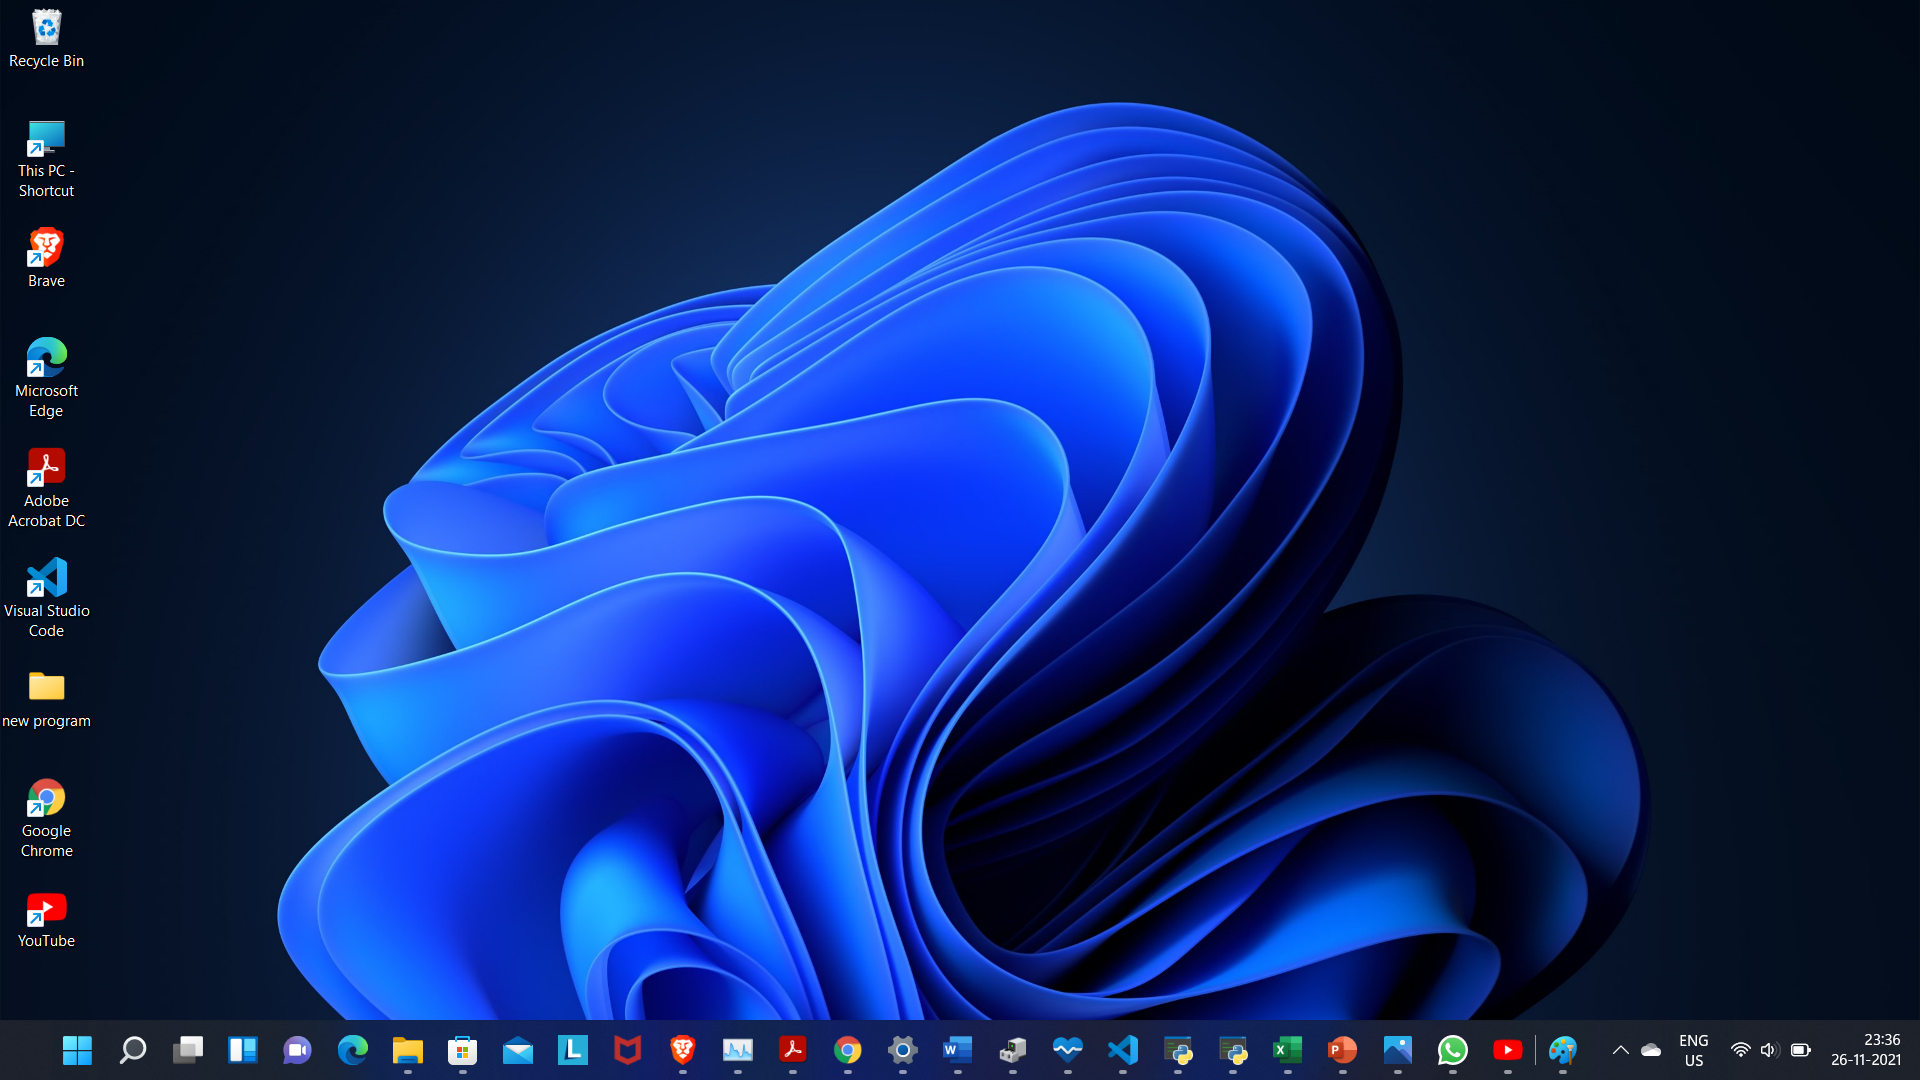 Recycle Bin
This PC -
Shortcut
Brave
Microsoft
Edge
Adobe
Acrobat DC
Visual Studio
Code
new program
Google
Chrome
YouTube
L
W
X
P
ENG
US
23:36
26-11-2021